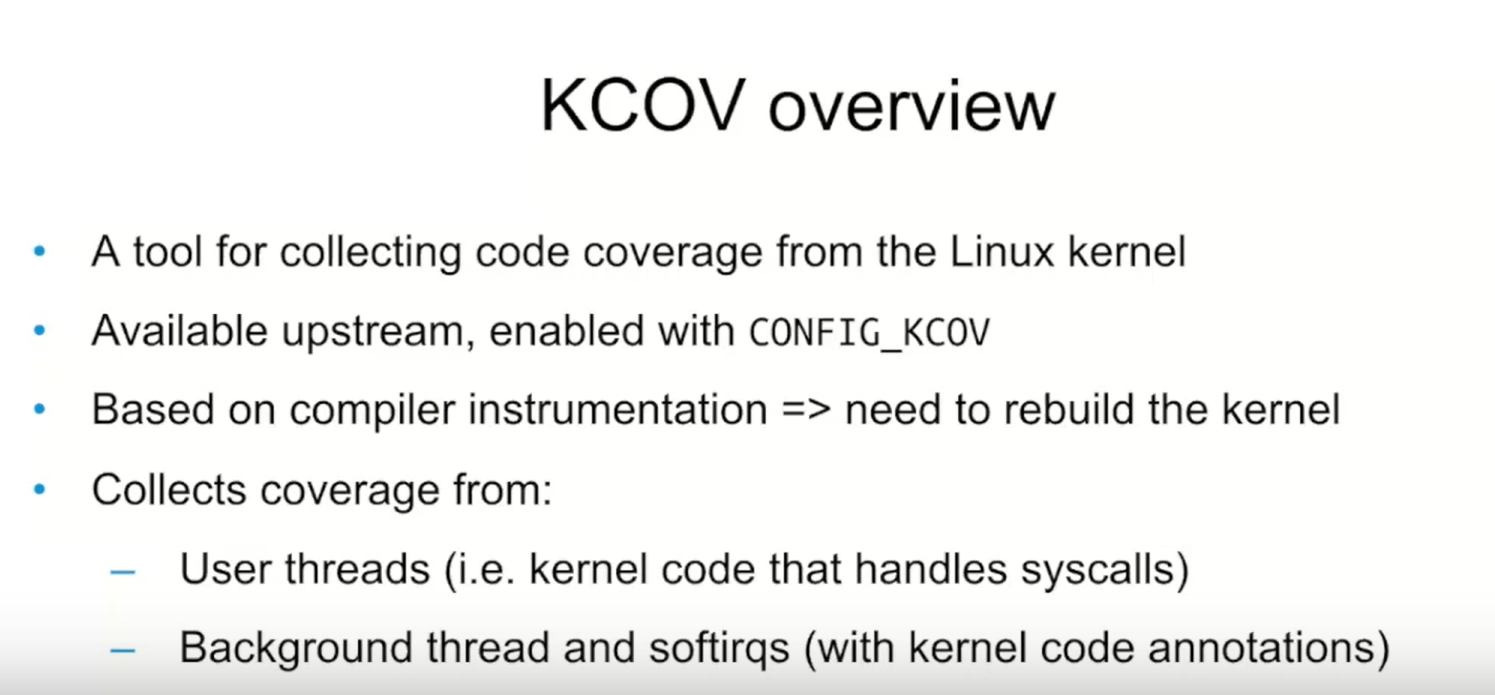 KCOV overview
• A tool for collecting code coverage from the Linux kernel
• Available upstream, enabled with CONFIG_KCOV
• Based on compiler instrumentation => need to rebuild the kernel
• Collects coverage from:
– User threads (i.e. kernel code that handles syscalls)
– Background thread and softirqs (with kernel code annotations)